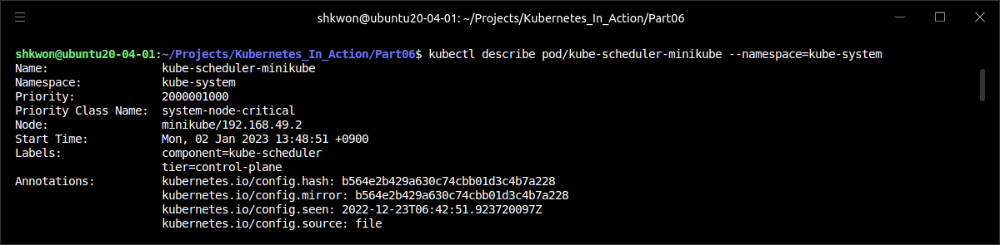 shkwon@ubuntu20-04-01: ~/Projects/Kubernetes_In_Action/Part06
shkwon@ubuntu20-04-01:~/Projects/Kubernetes_In_Action/Part06$ kubectl describe pod/kube-scheduler-minikube --namespace=kube-system
Name:                 kube-scheduler-minikube
Namespace:            kube-system
Priority:             2000001000
Priority Class Name:  system-node-critical
Node:                 minikube/192.168.49.2
Start Time:           Mon, 02 Jan 2023 13:48:51 +0900
Labels:               component=kube-scheduler
                      tier=control-plane
Annotations:          kubernetes.io/config.hash: b564e2b429a630c74cbb01d3c4b7a228
                      kubernetes.io/config.mirror: b564e2b429a630c74cbb01d3c4b7a228
                      kubernetes.io/config.seen: 2022-12-23T06:42:51.923720097Z
                      kubernetes.io/config.source: file